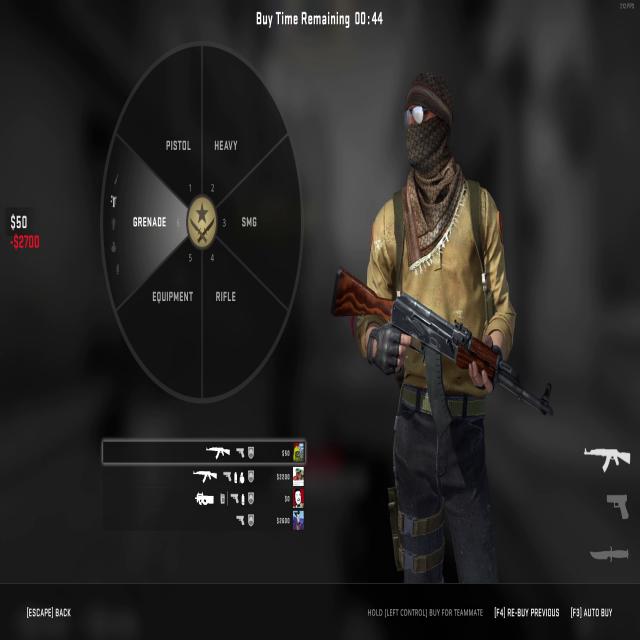 Buy Time Remaining 00:44
PISTOL
HEAVY
1
2
$50
-$2700
GRENADE
3
SMG
5
4
EQUIPMENT
RIFLE
$50
$2200
$0
$2600
[ESCAPE] BACK
HOLD [LEFT CONTROL] BUY FOR TEAMMATE
[F4] RE-BUY PREVIOUS
[F3] AUTO BUY